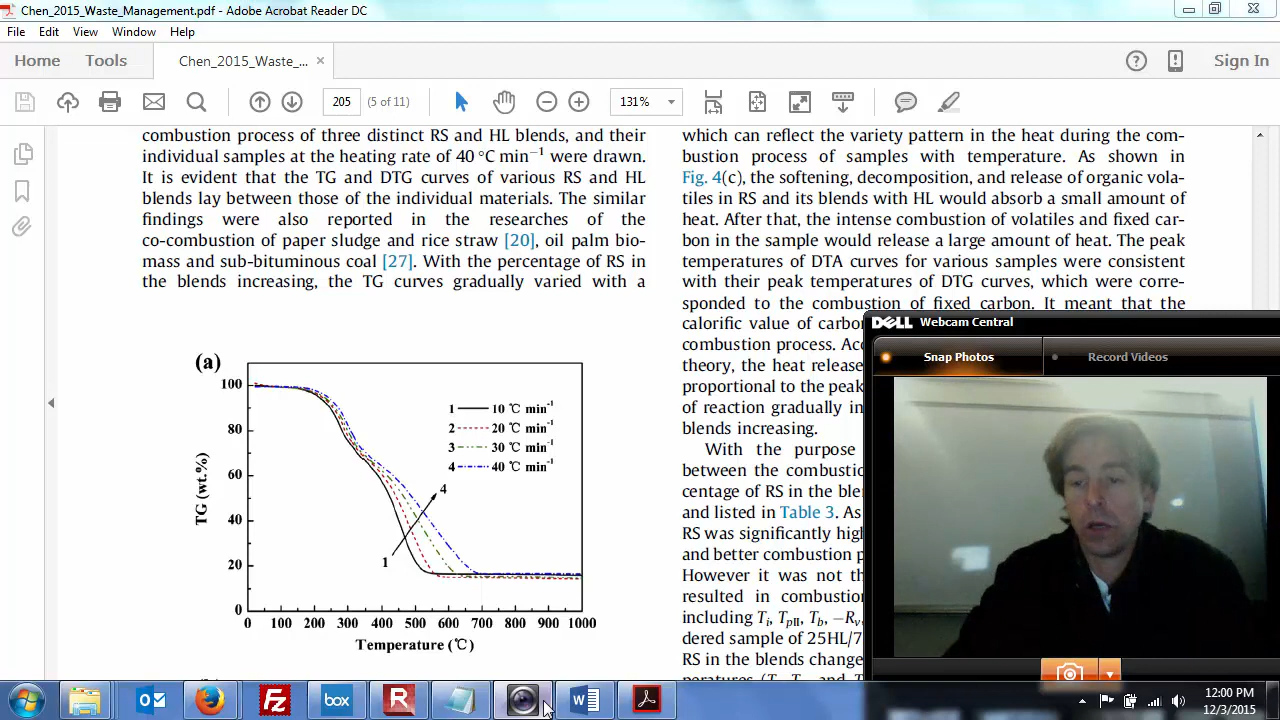 Chen_2015_Waste_Management.pdf - Adobe Acrobat Reader DC
File Edit View Window Help
Home Tools Chen_2015_Waste_... × Sign In
205 (5 of 11) 131%
combustion process of three distinct RS and HL blends, and their
individual samples at the heating rate of 40 °C min−1 were drawn.
It is evident that the TG and DTG curves of various RS and HL
blends lay between those of the individual materials. The similar
findings were also reported in the researches of the
co-combustion of paper sludge and rice straw [20], oil palm bio-
mass and sub-bituminous coal [27]. With the percentage of RS in
the blends increasing, the TG curves gradually varied with a
(a)
100
80
60
40
20
0
TG (wt.%)
1 10 ℃ min-1
2 20 ℃ min-1
3 30 ℃ min-1
4 40 ℃ min-1
4
1
0 100 200 300 400 500 600 700 800 900 1000
Temperature (℃)
which can reflect the variety pattern in the heat during the com-
bustion process of samples with temperature. As shown in
Fig. 4(c), the softening, decomposition, and release of organic vola-
tiles in RS and its blends with HL would absorb a small amount of
heat. After that, the intense combustion of volatiles and fixed car-
bon in the sample would release a large amount of heat. The peak
temperatures of DTA curves for various samples were consistent
with their peak temperatures of DTG curves, which were corre-
sponded to the combustion of fixed carbon. It meant that the
calorific value of carbo
combustion process. Acc
theory, the heat release
proportional to the peak
of reaction gradually in
blends increasing.
With the purpose
between the combustio
centage of RS in the ble
and listed in Table 3. As
RS was significantly hig
and better combustion p
However it was not th
resulted in combustion
including Ti, TpII, Tb, −Rv,
dered sample of 25HL/7
RS in the blends change
DELL Webcam Central
Snap Photos Record Videos
box
12:00 PM
12/3/2015